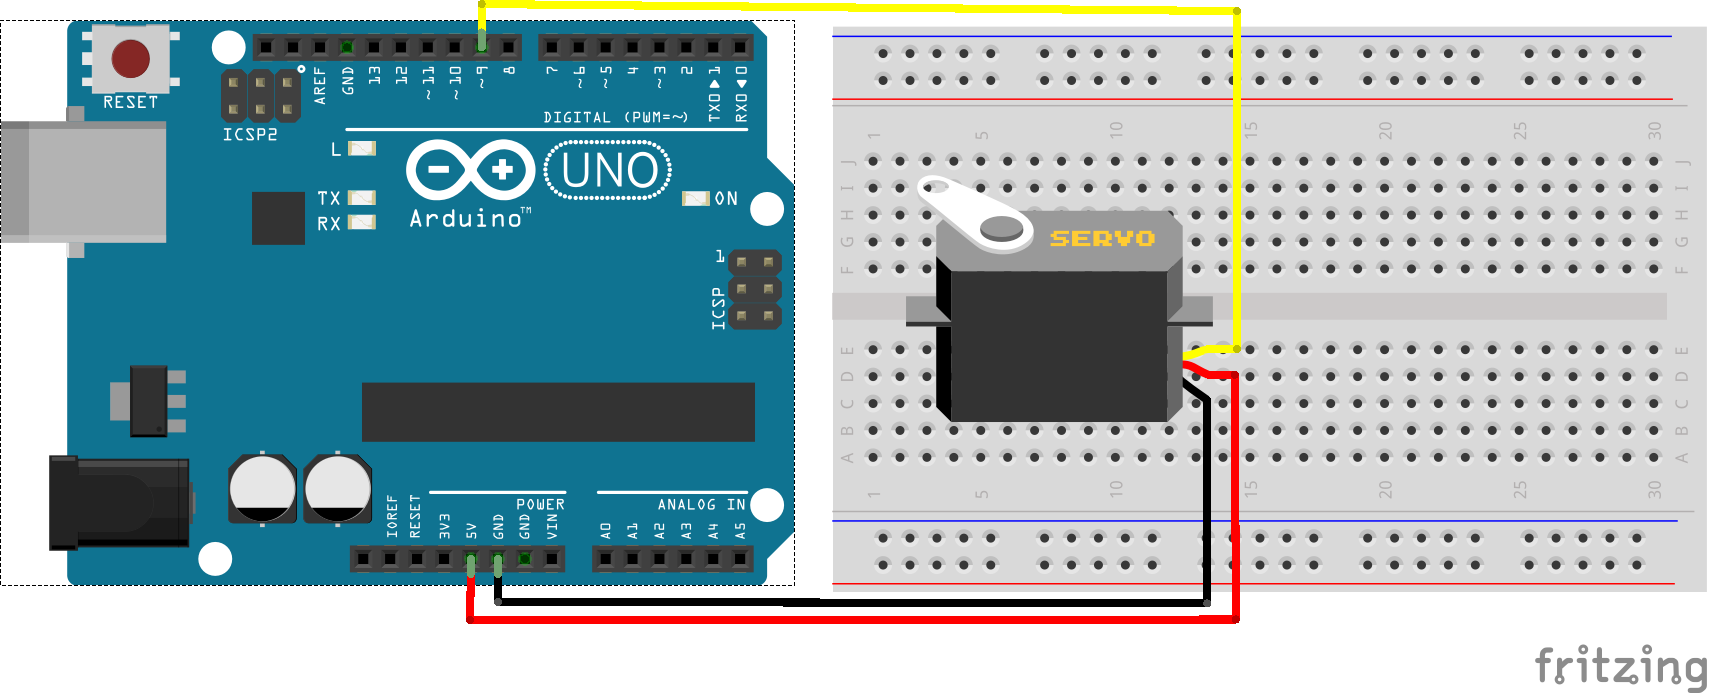 RESET
ICSP2
AREF
GND
13
12
~11
~10
~9
8
7
~6
~5
4
~3
2
TX0▶1
RX0◀0
DIGITAL (PWM=~)
L
TX
RX
UNO
ON
Arduino™
1
ICSP
IOREF
RESET
3V3
5V
GND
GND
VIN
POWER
ANALOG IN
A0
A1
A2
A3
A4
A5
1 5 10 15 20 25 30
J J
I I
H H
G G
F F
SERVO
E E
D D
C C
B B
A A
1 5 10 15 20 25 30
fritzing